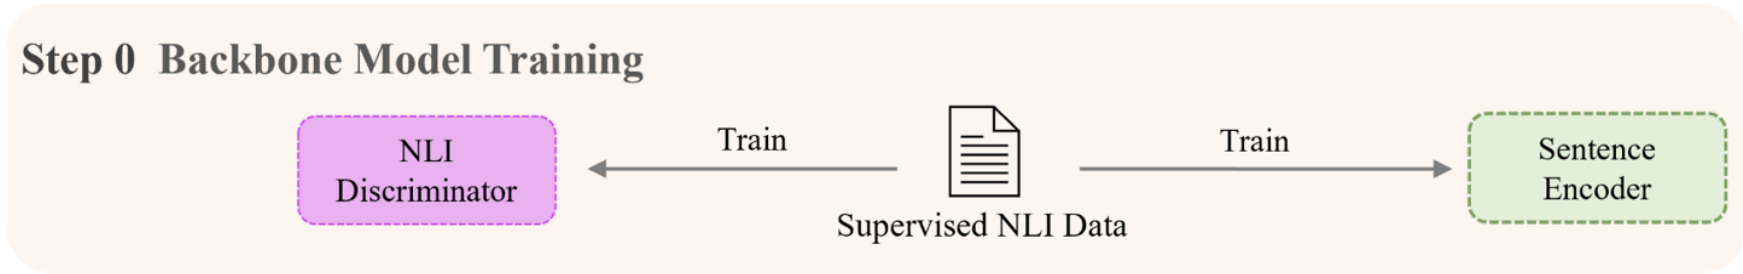 Step 0 Backbone Model Training
NLI
Discriminator
Train
Supervised NLI Data
Train
Sentence
Encoder